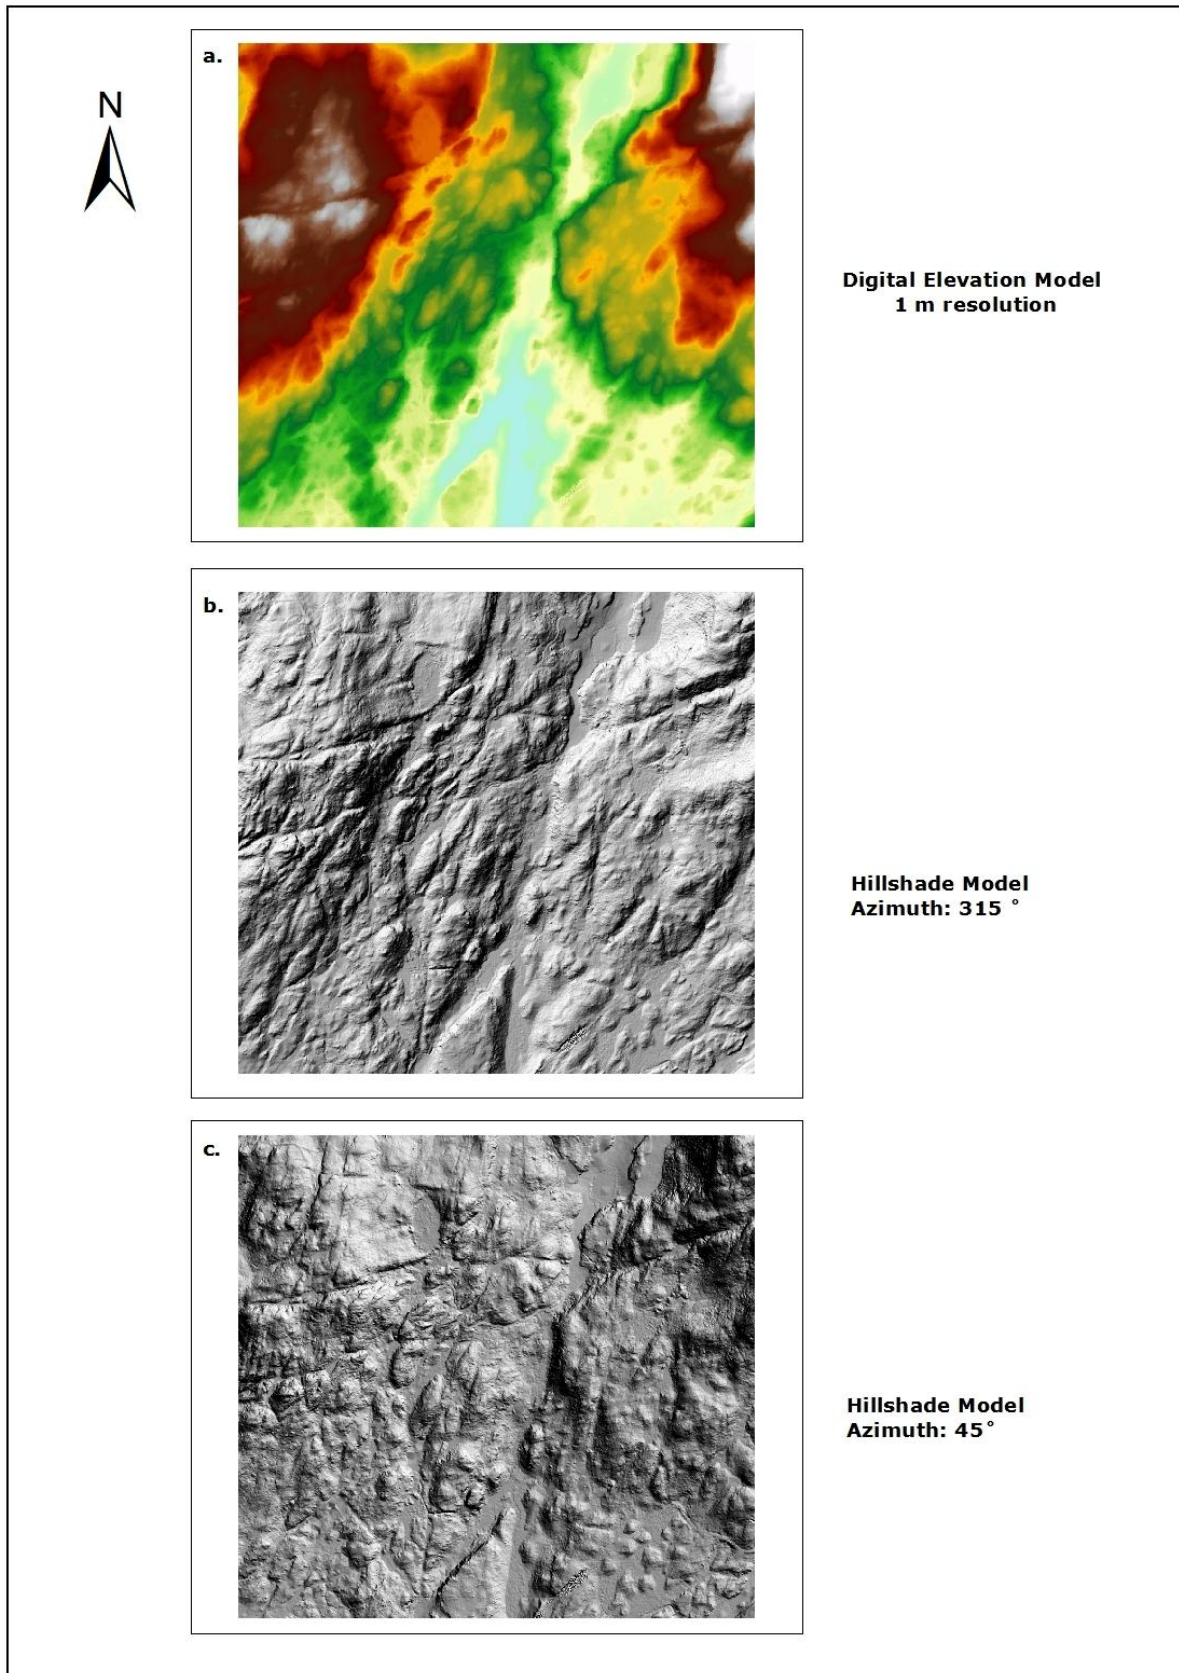 a.
N
Digital Elevation Model
1 m resolution
b.
Hillshade Model
Azimuth: 315 °
c.
Hillshade Model
Azimuth: 45°